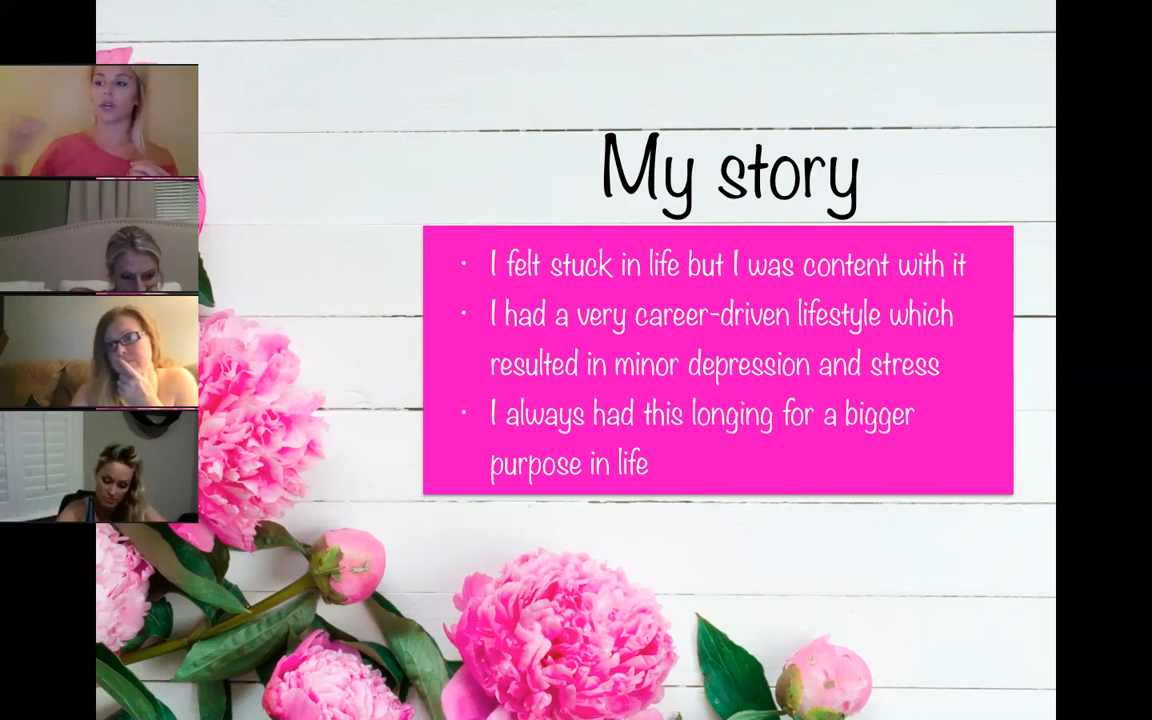 My story
• I felt stuck in life but I was content with it
• I had a very career-driven lifestyle which
resulted in minor depression and stress
• I always had this longing for a bigger
purpose in life